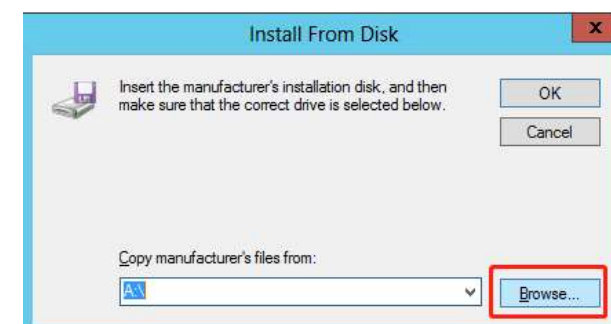 Install From Disk
x
Insert the manufacturer's installation disk, and then
make sure that the correct drive is selected below.
OK
Cancel
Copy manufacturer's files from:
A:\
Browse...